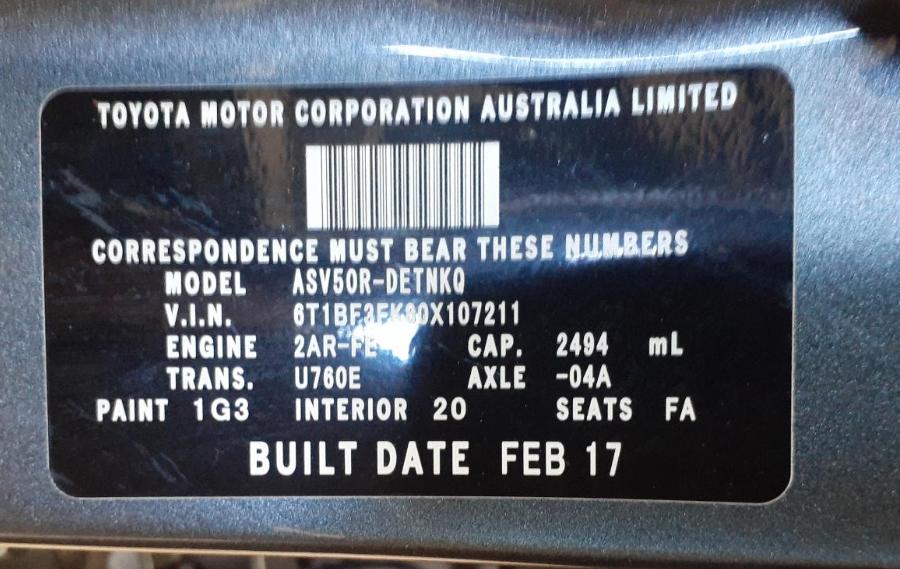 TOYOTA MOTOR CORPORATION AUSTRALIA LIMITED
CORRESPONDENCE MUST BEAR THESE NUMBERS
MODEL ASV50R-DETNKQ
V.I.N.
ENGINE 2AR-FE CAP. 2494 mL
TRANS. U760E AXLE -04A
PAINT 1G3 INTERIOR 20 SEATS FA
BUILT DATE FEB 17